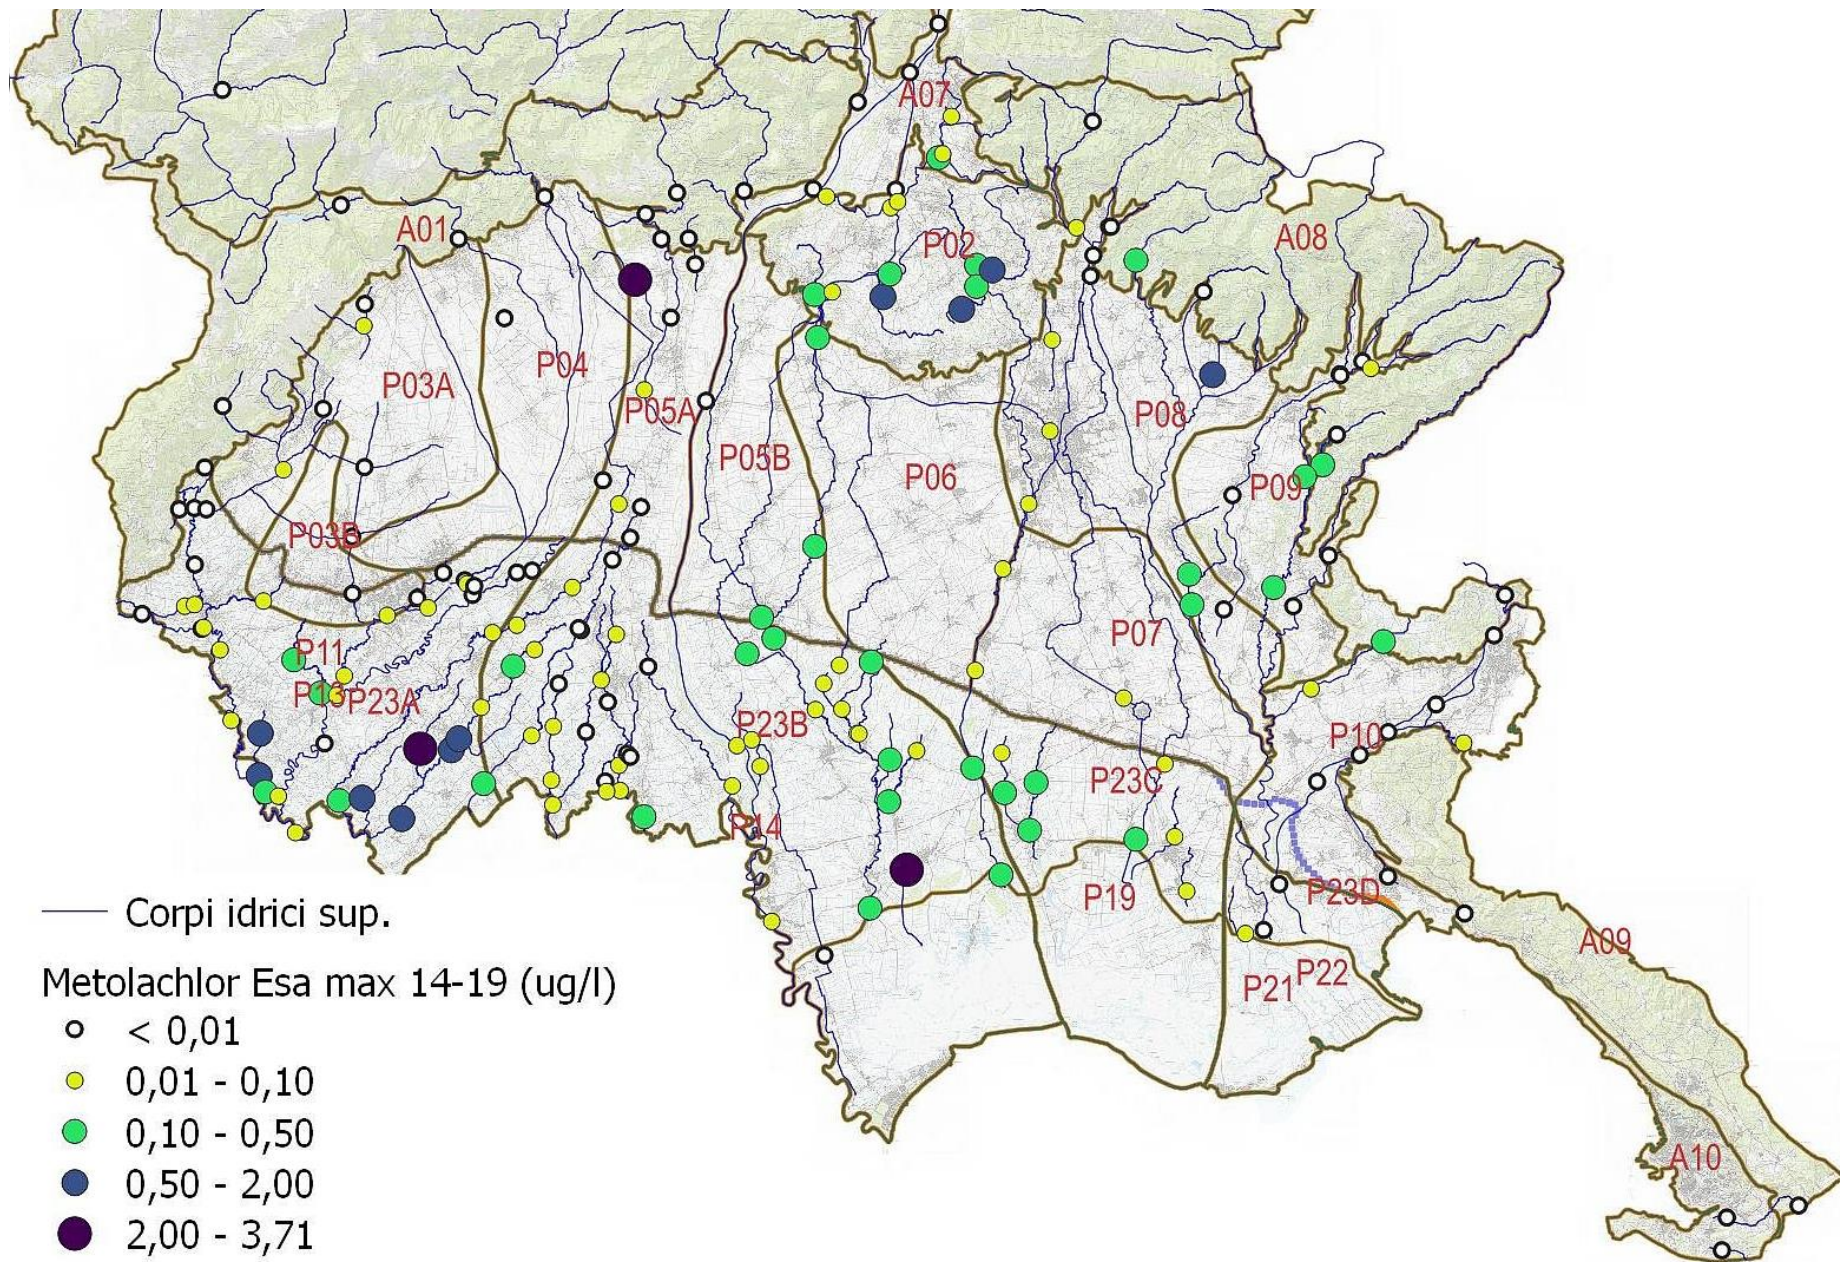 A07
A01
P02
A08
P04
P03A
P05A
P08
P05B
P06
P09
P03B
P07
P11
P13
P23A
P23B
P10
P23C
P14
P19
P23D
A09
P22
P21
A10
Corpi idrici sup.
Metolachlor Esa max 14-19 (ug/l)
< 0,01
0,01 - 0,10
0,10 - 0,50
0,50 - 2,00
2,00 - 3,71